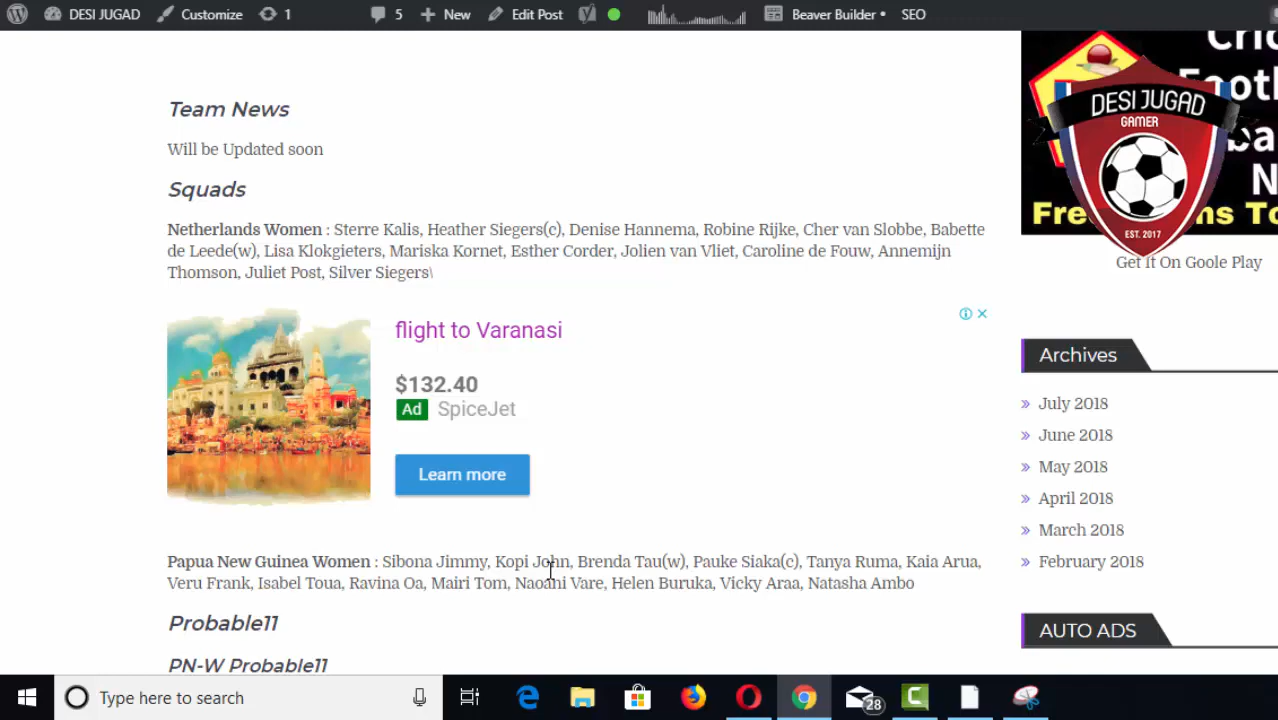 DESI JUGAD Customize 1 5 New Edit Post Beaver Builder SEO
Team News
Will be Updated soon
Squads
Netherlands Women : Sterre Kalis, Heather Siegers(c), Denise Hannema, Robine Rijke, Cher van Slobbe, Babette
de Leede(w), Lisa Klokgieters, Mariska Kornet, Esther Corder, Jolien van Vliet, Caroline de Fouw, Annemijn
Thomson, Juliet Post, Silver Siegers\
flight to Varanasi
$132.40
Ad SpiceJet
Learn more
Papua New Guinea Women : Sibona Jimmy, Kopi John, Brenda Tau(w), Pauke Siaka(c), Tanya Ruma, Kaia Arua,
Veru Frank, Isabel Toua, Ravina Oa, Mairi Tom, Naoani Vare, Helen Buruka, Vicky Araa, Natasha Ambo
Probable11
PN-W Probable11
DESI JUGAD
GAMER
EST. 2017
Get It On Goole Play
Archives
July 2018
June 2018
May 2018
April 2018
March 2018
February 2018
AUTO ADS
Type here to search
28